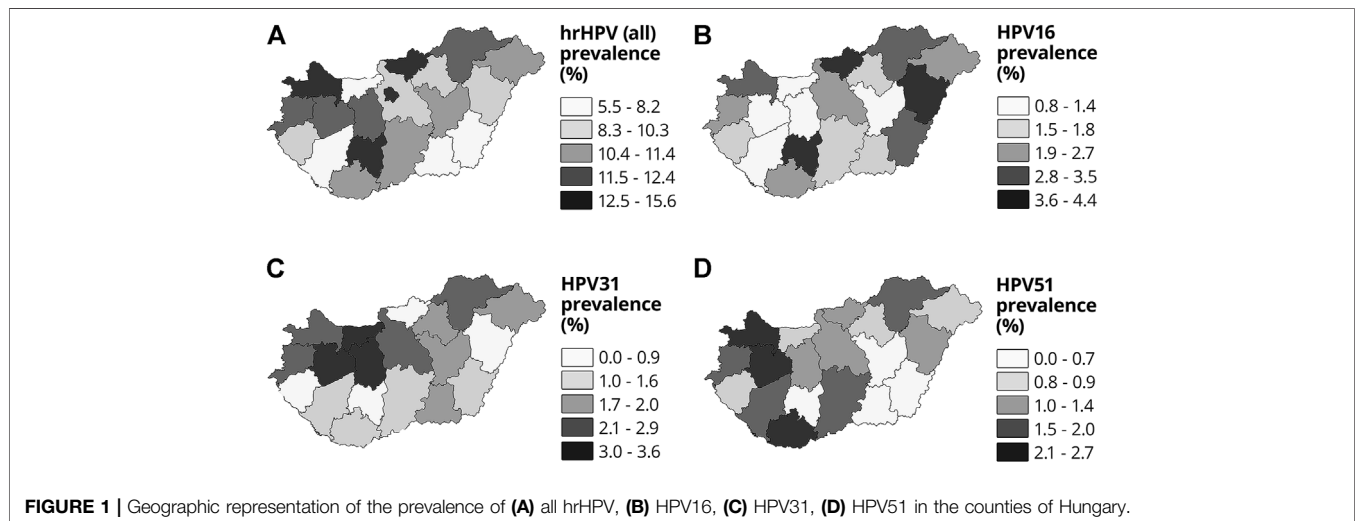 A
hrHPV (all)
prevalence
(%)
5.5 - 8.2
8.3 - 10.3
10.4 - 11.4
11.5 - 12.4
12.5 - 15.6
B
HPV16
prevalence
(%)
0.8 - 1.4
1.5 - 1.8
1.9 - 2.7
2.8 - 3.5
3.6 - 4.4
C
HPV31
prevalence
(%)
0.0 - 0.9
1.0 - 1.6
1.7 - 2.0
2.1 - 2.9
3.0 - 3.6
D
HPV51
prevalence
(%)
0.0 - 0.7
0.8 - 0.9
1.0 - 1.4
1.5 - 2.0
2.1 - 2.7
FIGURE 1 | Geographic representation of the prevalence of (A) all hrHPV, (B) HPV16, (C) HPV31, (D) HPV51 in the counties of Hungary.